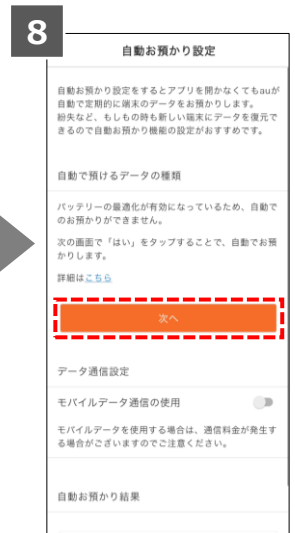 8
自動お預かり設定
自動お預かり設定をするとアプリを開かなくてもauが
自動で定期的に端末のデータをお預かりします。
紛失など、もしもの時も新しい端末にデータを復元で
きるので自動お預かり機能の設定がおすすめです。
自動で預けるデータの種類
バッテリーの最適化が有効になっているため、自動で
のお預かりができません。
次の画面で「はい」をタップすることで、自動でお預
かりします。
詳細はこちら
次へ
データ通信設定
モバイルデータ通信の使用
モバイルデータを使用する場合は、通信料金が発生す
る場合がございますのでご注意ください。
自動お預かり結果